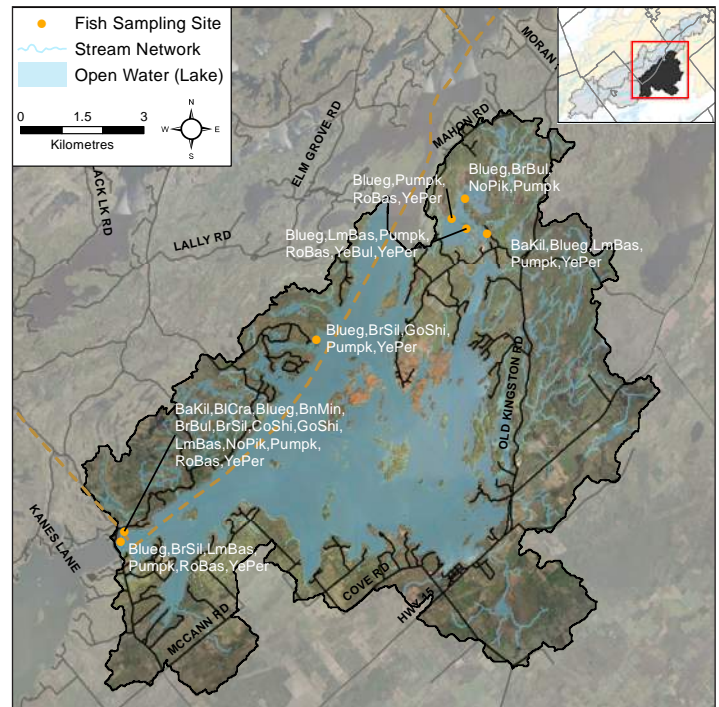 Fish Sampling Site
Stream Network
Open Water (Lake)
0 1.5 3
Kilometres
N
W E
S
MORAN R
MAHON RD
ELM GROVE RD
ACK LK RD
LALLY RD
Blueg,Pumpk,
RoBas,YePer
Blueg,BrBul,
NoPik,Pumpk
Blueg,LmBas,Pumpk,
RoBas,YeBul,YePer
BaKil,Blueg,LmBas,
Pumpk,YePer
Blueg,BrSil,GoShi,
Pumpk,YePer
OLD KINGSTON RD
BaKil,BlCra,Blueg,BnMin,
BrBul,BrSil,CoShi,GoShi,
LmBas,NoPik,Pumpk,
RoBas,YePer
KANES LANE
Blueg,BrSil,LmBas,
Pumpk,RoBas,YePer
COVE RD
HWY 15
MCCANN RD